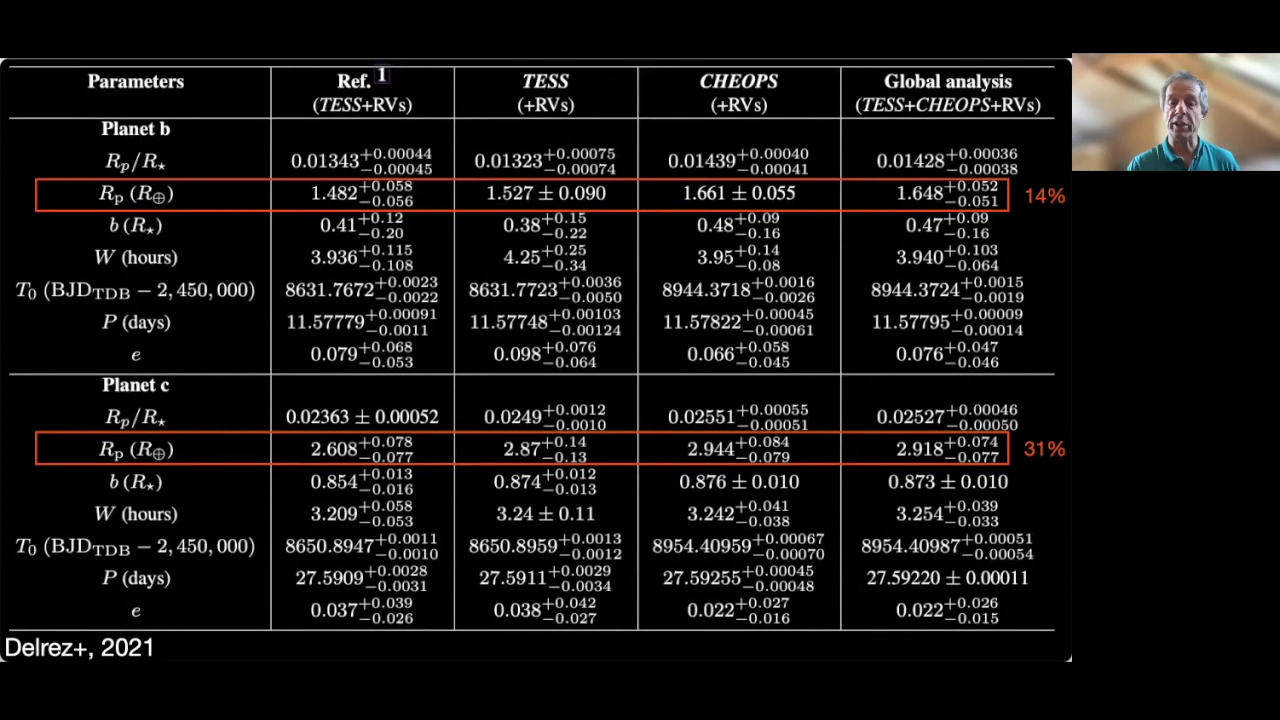 Parameters Ref. 1 TESS CHEOPS Global analysis
(TESS+RVs) (+RVs) (+RVs) (TESS+CHEOPS+RVs)
Planet b
R_p/R_⋆ 0.01343^{+0.00044}_{−0.00045} 0.01323^{+0.00075}_{−0.00074} 0.01439^{+0.00040}_{−0.00041} 0.01428^{+0.00036}_{−0.00038}
R_p (R_⊕) 1.482^{+0.058}_{−0.056} 1.527 ± 0.090 1.661 ± 0.055 1.648^{+0.052}_{−0.051} 14%
b (R_⋆) 0.41^{+0.12}_{−0.20} 0.38^{+0.15}_{−0.22} 0.48^{+0.09}_{−0.16} 0.47^{+0.09}_{−0.16}
W (hours) 3.936^{+0.115}_{−0.108} 4.25^{+0.25}_{−0.34} 3.95^{+0.14}_{−0.08} 3.940^{+0.103}_{−0.064}
T_0 (BJD_TDB − 2,450,000) 8631.7672^{+0.0023}_{−0.0022} 8631.7723^{+0.0036}_{−0.0050} 8944.3718^{+0.0016}_{−0.0026} 8944.3724^{+0.0015}_{−0.0019}
P (days) 11.57779^{+0.00091}_{−0.0011} 11.57748^{+0.00103}_{−0.00124} 11.57822^{+0.00045}_{−0.00061} 11.57795^{+0.00009}_{−0.00014}
e 0.079^{+0.068}_{−0.053} 0.098^{+0.076}_{−0.064} 0.066^{+0.058}_{−0.045} 0.076^{+0.047}_{−0.046}
Planet c
R_p/R_⋆ 0.02363 ± 0.00052 0.0249^{+0.0012}_{−0.0010} 0.02551^{+0.00055}_{−0.00051} 0.02527^{+0.00046}_{−0.00050}
R_p (R_⊕) 2.608^{+0.078}_{−0.077} 2.87^{+0.14}_{−0.13} 2.944^{+0.084}_{−0.079} 2.918^{+0.074}_{−0.077} 31%
b (R_⋆) 0.854^{+0.013}_{−0.016} 0.874^{+0.012}_{−0.013} 0.876 ± 0.010 0.873 ± 0.010
W (hours) 3.209^{+0.058}_{−0.053} 3.24 ± 0.11 3.242^{+0.041}_{−0.038} 3.254^{+0.039}_{−0.033}
T_0 (BJD_TDB − 2,450,000) 8650.8947^{+0.0011}_{−0.0010} 8650.8959^{+0.0013}_{−0.0012} 8954.40959^{+0.00067}_{−0.00070} 8954.40987^{+0.00051}_{−0.00054}
P (days) 27.5909^{+0.0028}_{−0.0031} 27.5911^{+0.0029}_{−0.0034} 27.59255^{+0.00045}_{−0.00048} 27.59220 ± 0.00011
e 0.037^{+0.039}_{−0.026} 0.038^{+0.042}_{−0.027} 0.022^{+0.027}_{−0.016} 0.022^{+0.026}_{−0.015}
Delrez+, 2021